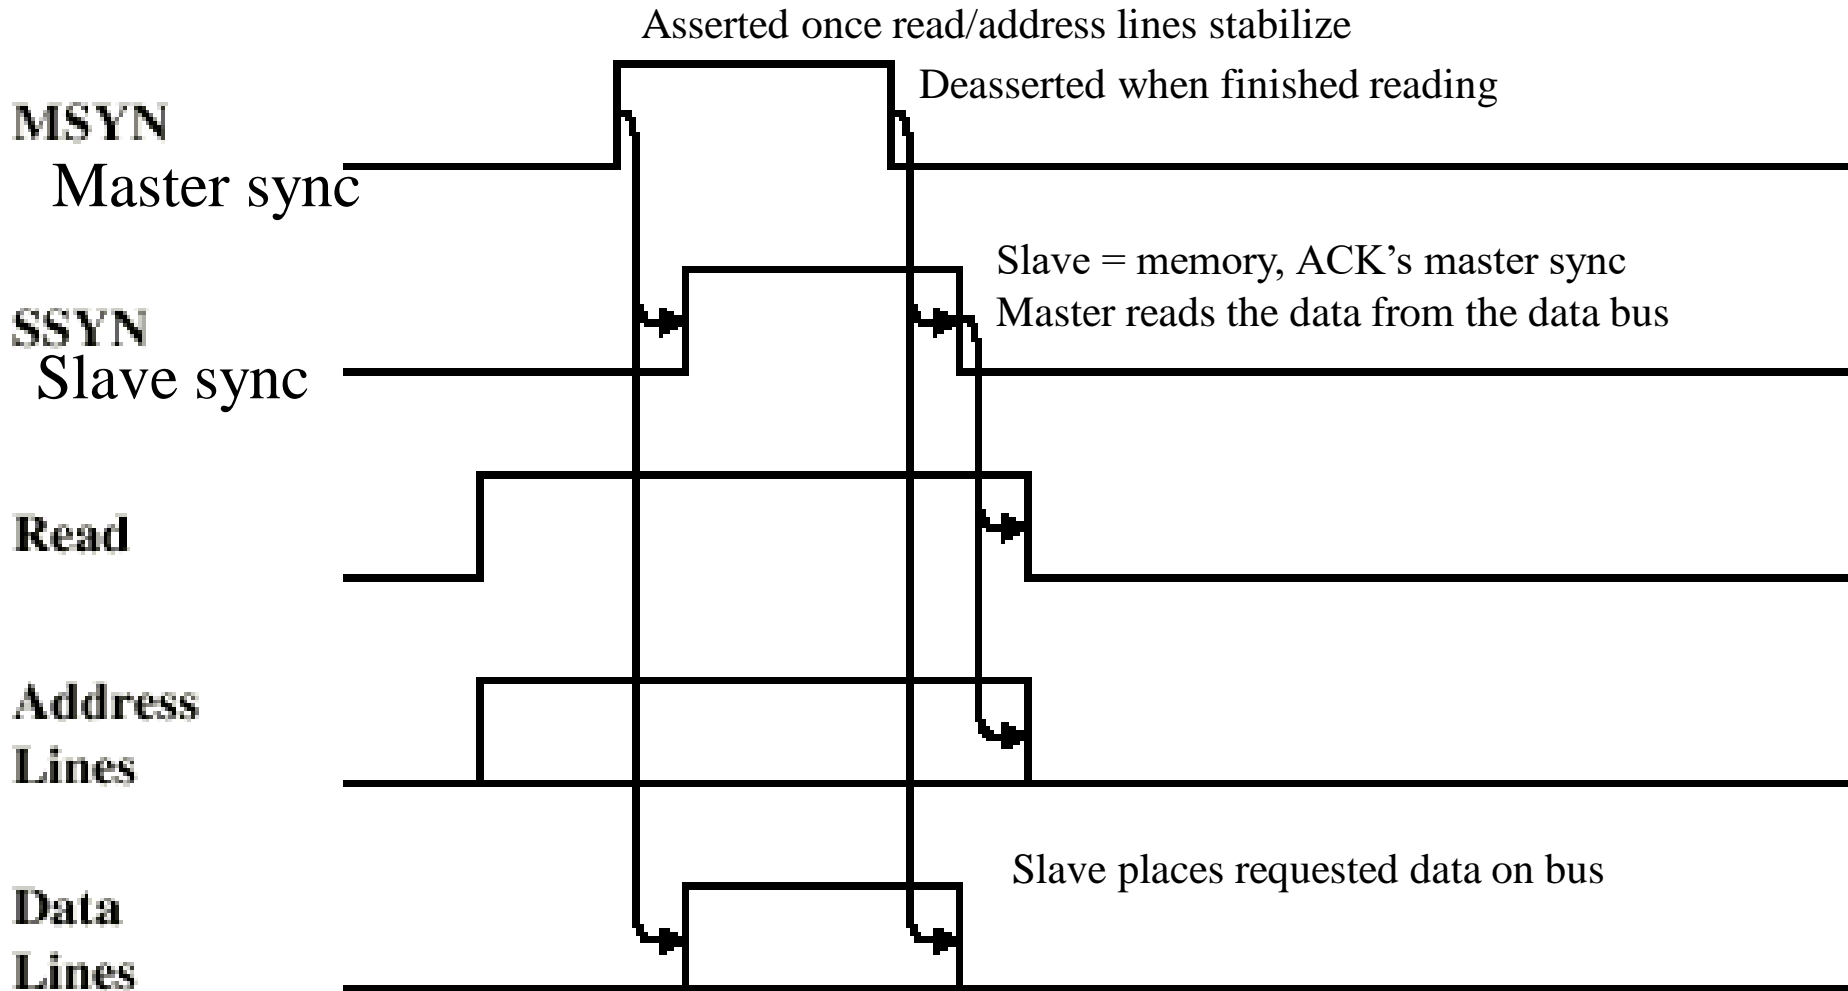 Asserted once read/address lines stabilize
Deasserted when finished reading
MSYN
Master sync
Slave = memory, ACK’s master sync
Master reads the data from the data bus
SSYN
Slave sync
Read
Address
Lines
Slave places requested data on bus
Data
Lines